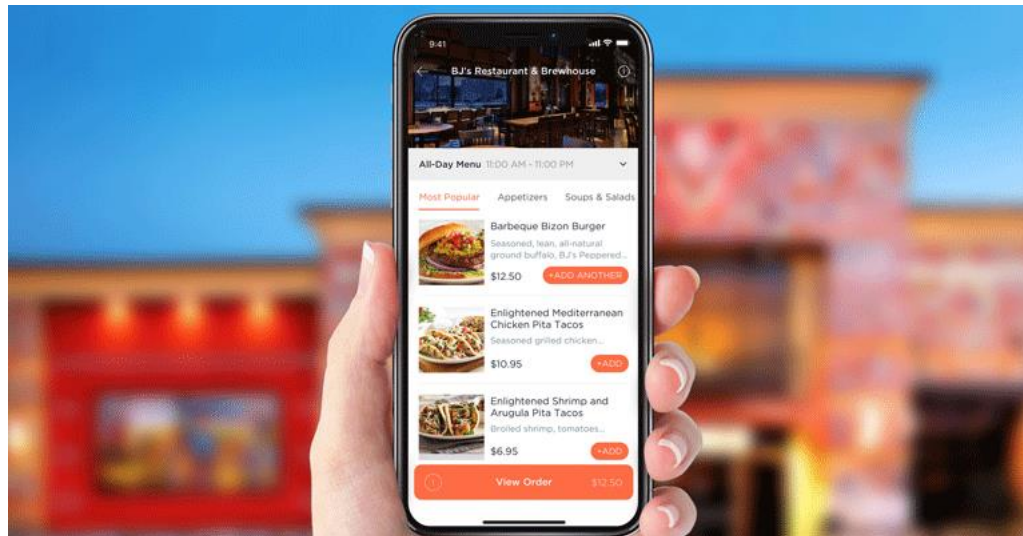 9:41
BJ's Restaurant & Brewhouse
All-Day Menu 11:00 AM - 11:00 PM
Most Popular Appetizers Soups & Salads
Barbeque Bizon Burger
Seasoned, lean, all-natural
ground buffalo, BJ's Peppered...
$12.50 +ADD ANOTHER
Enlightened Mediterranean
Chicken Pita Tacos
Seasoned grilled chicken...
$10.95 +ADD
Enlightened Shrimp and
Arugula Pita Tacos
Broiled shrimp, tomatoes...
$6.95 +ADD
1 View Order $12.50